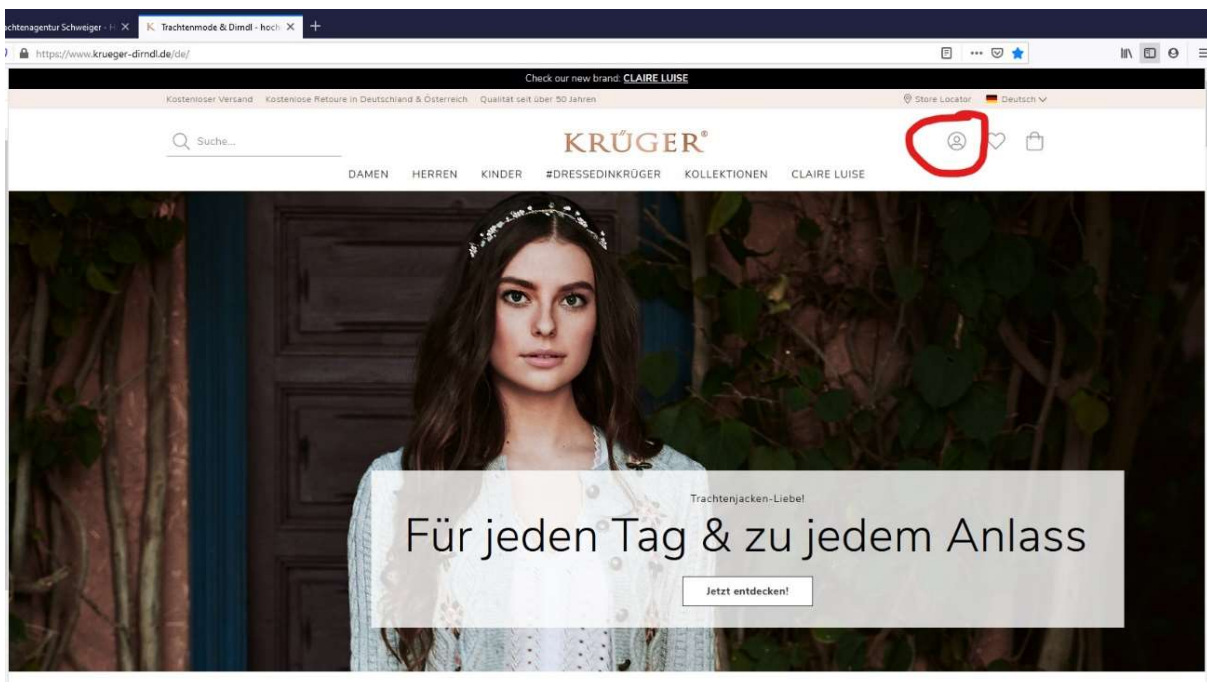 chtenagentur Schweiger - H
Trachtenmode & Dirndl - hoch
https://www.krueger-dirndl.de/de/
Check our new brand: CLAIRE LUISE
Kostenloser Versand Kostenlose Retoure in Deutschland & Österreich Qualität seit über 50 Jahren Store Locator Deutsch
Suche...
KRÜGER®
DAMEN HERREN KINDER #DRESSEDINKRÜGER KOLLEKTIONEN CLAIRE LUISE
Trachtenjacken-Liebe!
Für jeden Tag & zu jedem Anlass
Jetzt entdecken!